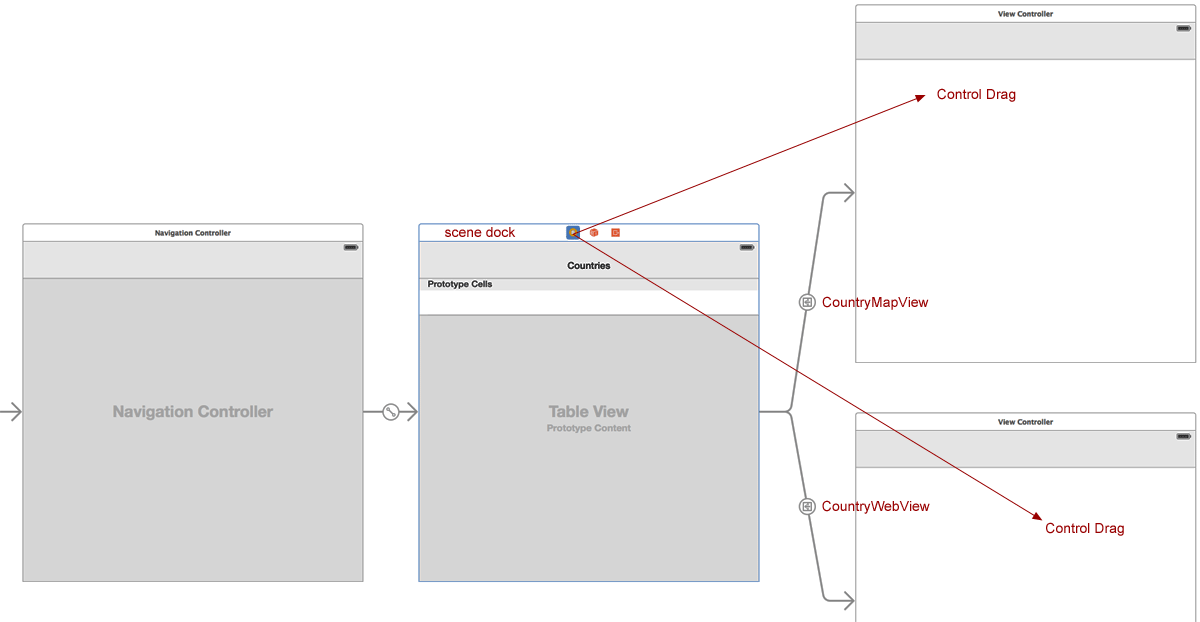 View Controller
Control Drag
Navigation Controller
scene dock
Countries
Prototype Cells
CountryMapView
Navigation Controller
Table View
Prototype Content
View Controller
CountryWebView
Control Drag